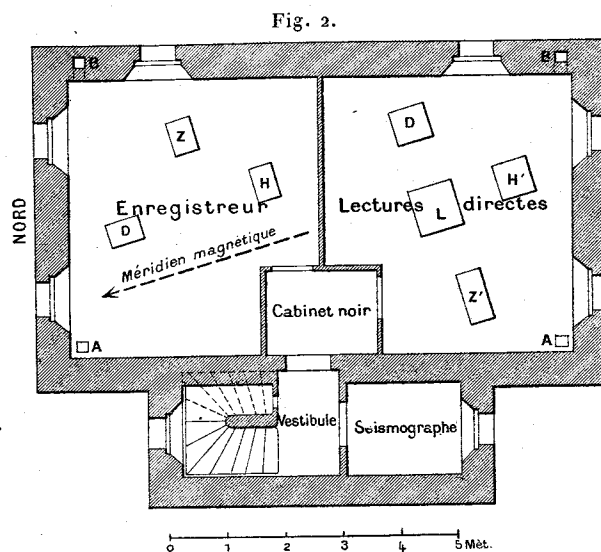 Fig. 2.
B
B
D
Z
H
H'
Enregistreur
Lectures directes
L
D
NORD
Méridien magnétique
Z'
Cabinet noir
A
A
Vestibule
Seismographe
0 1 2 3 4 5 Mèt.